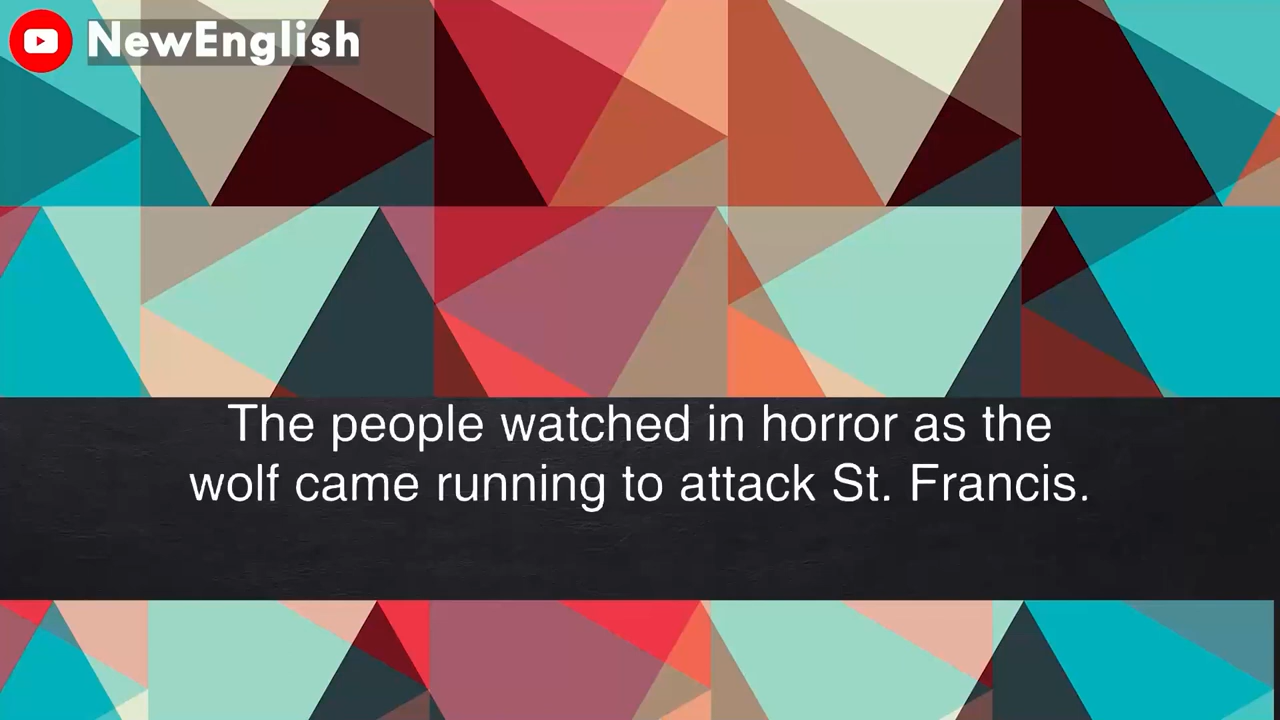 NewEnglish
The people watched in horror as the
wolf came running to attack St. Francis.